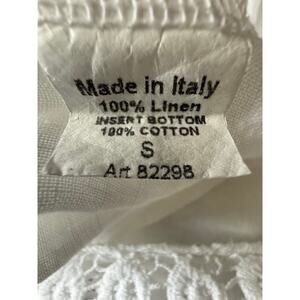 Made in Italy
100% Linen
INSERT BOTTOM
100% COTTON
S
Art 82298